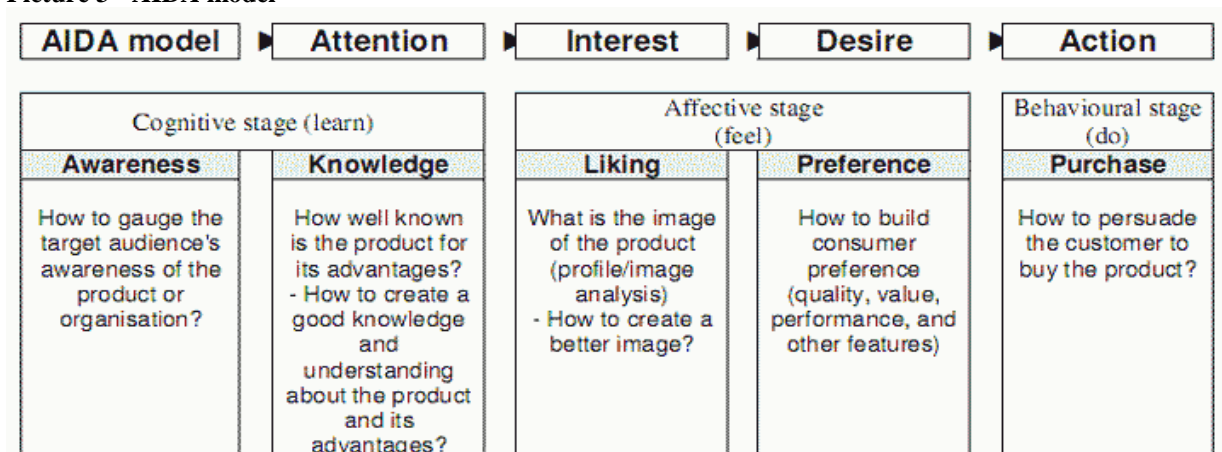 AIDA model
Attention
Interest
Desire
Action
Cognitive stage (learn)
Affective stage
(feel)
Behavioural stage
(do)
Awareness
Knowledge
Liking
Preference
Purchase
How to gauge the
target audience's
awareness of the
product or
organisation?
How well known
is the product for
its advantages?
- How to create a
good knowledge
and
understanding
about the product
and its
advantages?
What is the image
of the product
(profile/image
analysis)
- How to create a
better image?
How to build
consumer
preference
(quality, value,
performance, and
other features)
How to persuade
the customer to
buy the product?